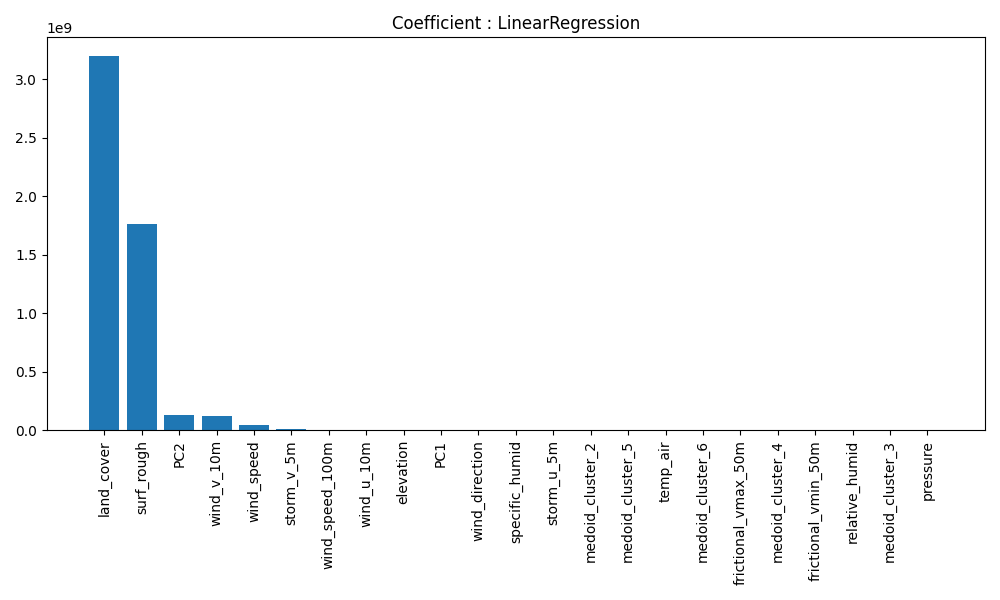 Coefficient : LinearRegression
1e9
3.0
2.5
2.0
1.5
1.0
0.5
0.0
land_cover
surf_rough
PC2
wind_v_10m
wind_speed
storm_v_5m
wind_speed_100m
wind_u_10m
elevation
PC1
wind_direction
specific_humid
storm_u_5m
medoid_cluster_2
medoid_cluster_5
temp_air
medoid_cluster_6
frictional_vmax_50m
medoid_cluster_4
frictional_vmin_50m
relative_humid
medoid_cluster_3
pressure